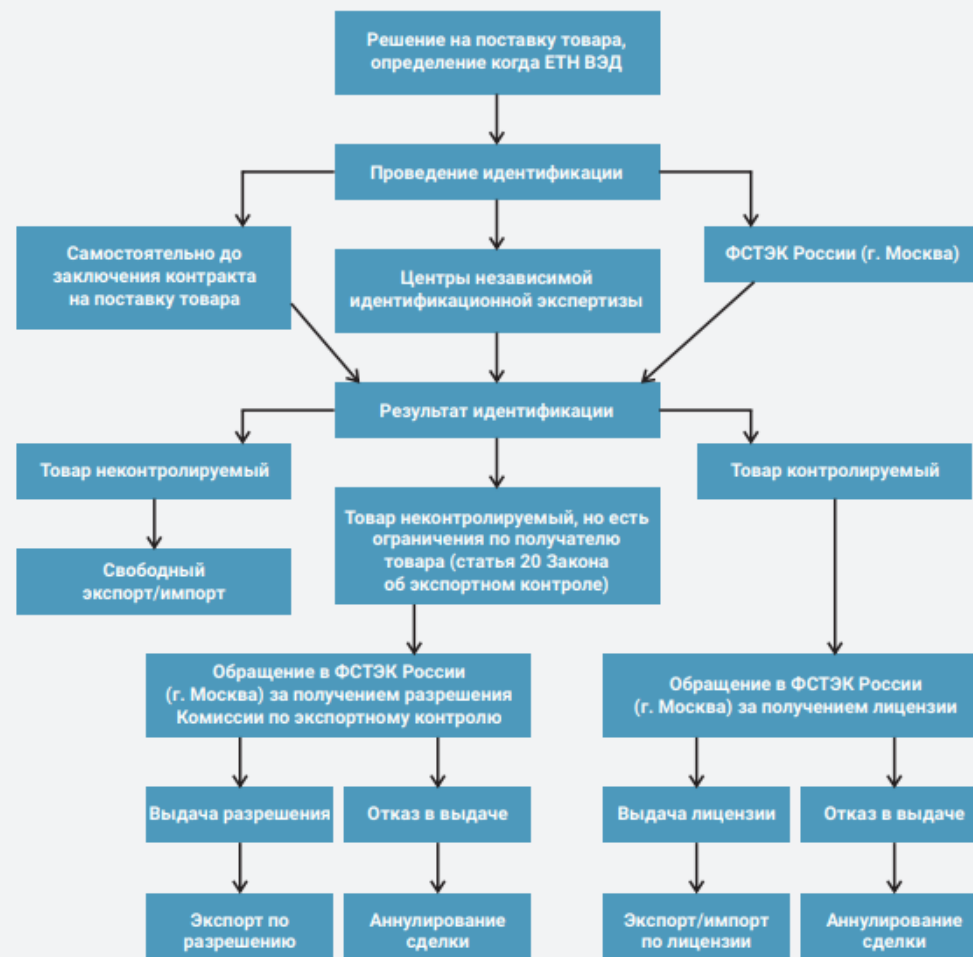 Решение на поставку товара,
определение когда ЕТН ВЭД
Проведение идентификации
Самостоятельно до
заключения контракта
на поставку товара
Центры независимой
идентификационной экспертизы
ФСТЭК России (г. Москва)
Результат идентификации
Товар неконтролируемый
Товар неконтролируемый, но есть
ограничения по получателю
товара (статья 20 Закона
об экспортном контроле)
Товар контролируемый
Свободный
экспорт/импорт
Обращение в ФСТЭК России
(г. Москва) за получением разрешения
Комиссии по экспортному контролю
Обращение в ФСТЭК России
(г. Москва) за получением лицензии
Выдача разрешения
Отказ в выдаче
Выдача лицензии
Отказ в выдаче
Экспорт по
разрешению
Аннулирование
сделки
Экспорт/импорт
по лицензии
Аннулирование
сделки